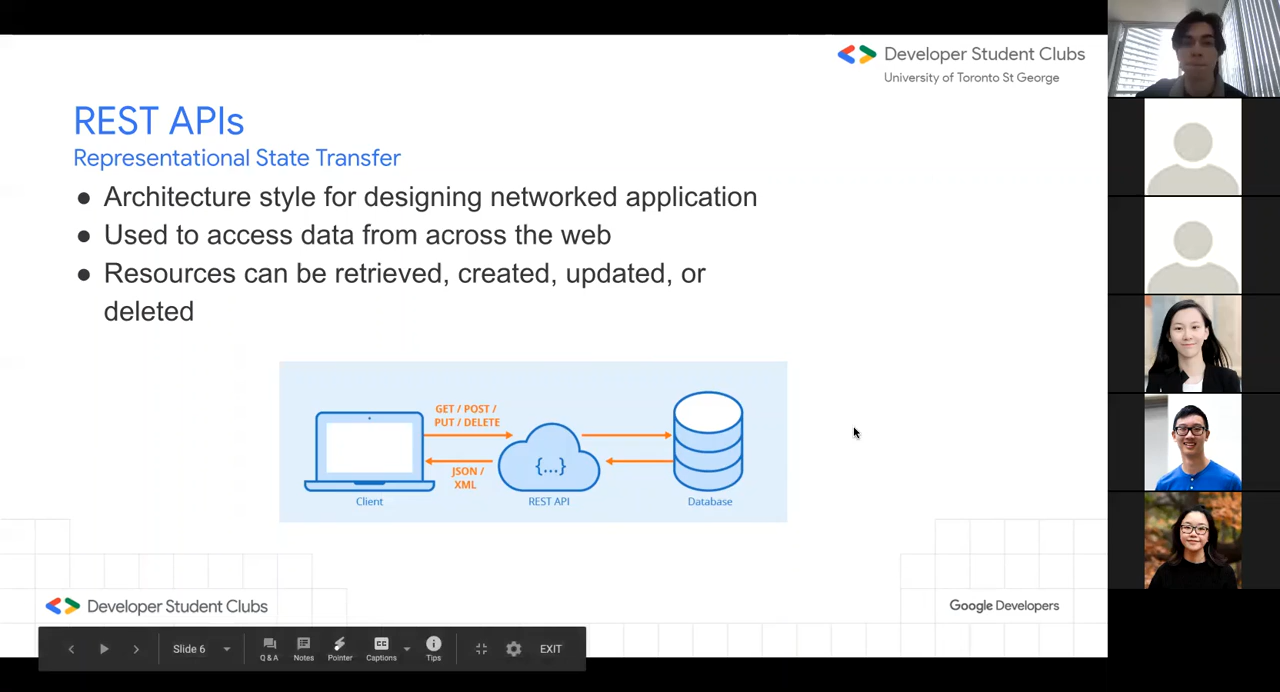 Developer Student Clubs
University of Toronto St George
REST APIs
Representational State Transfer
● Architecture style for designing networked application
● Used to access data from across the web
● Resources can be retrieved, created, updated, or
deleted
GET / POST /
PUT / DELETE
JSON /
XML
{...}
Client
REST API
Database
Developer Student Clubs
Google Developers
Slide 6
Q & A
Notes
Pointer
CC
Captions
Tips
EXIT